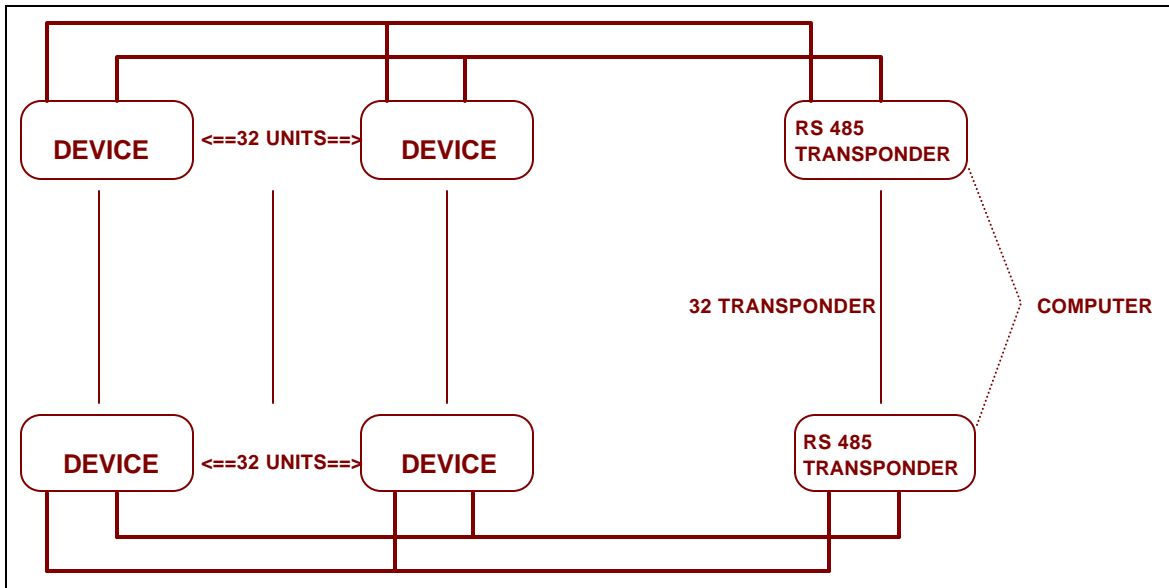 DEVICE
<==32 UNITS==>
DEVICE
RS 485
TRANSPONDER
32 TRANSPONDER
COMPUTER
DEVICE
<==32 UNITS==>
DEVICE
RS 485
TRANSPONDER